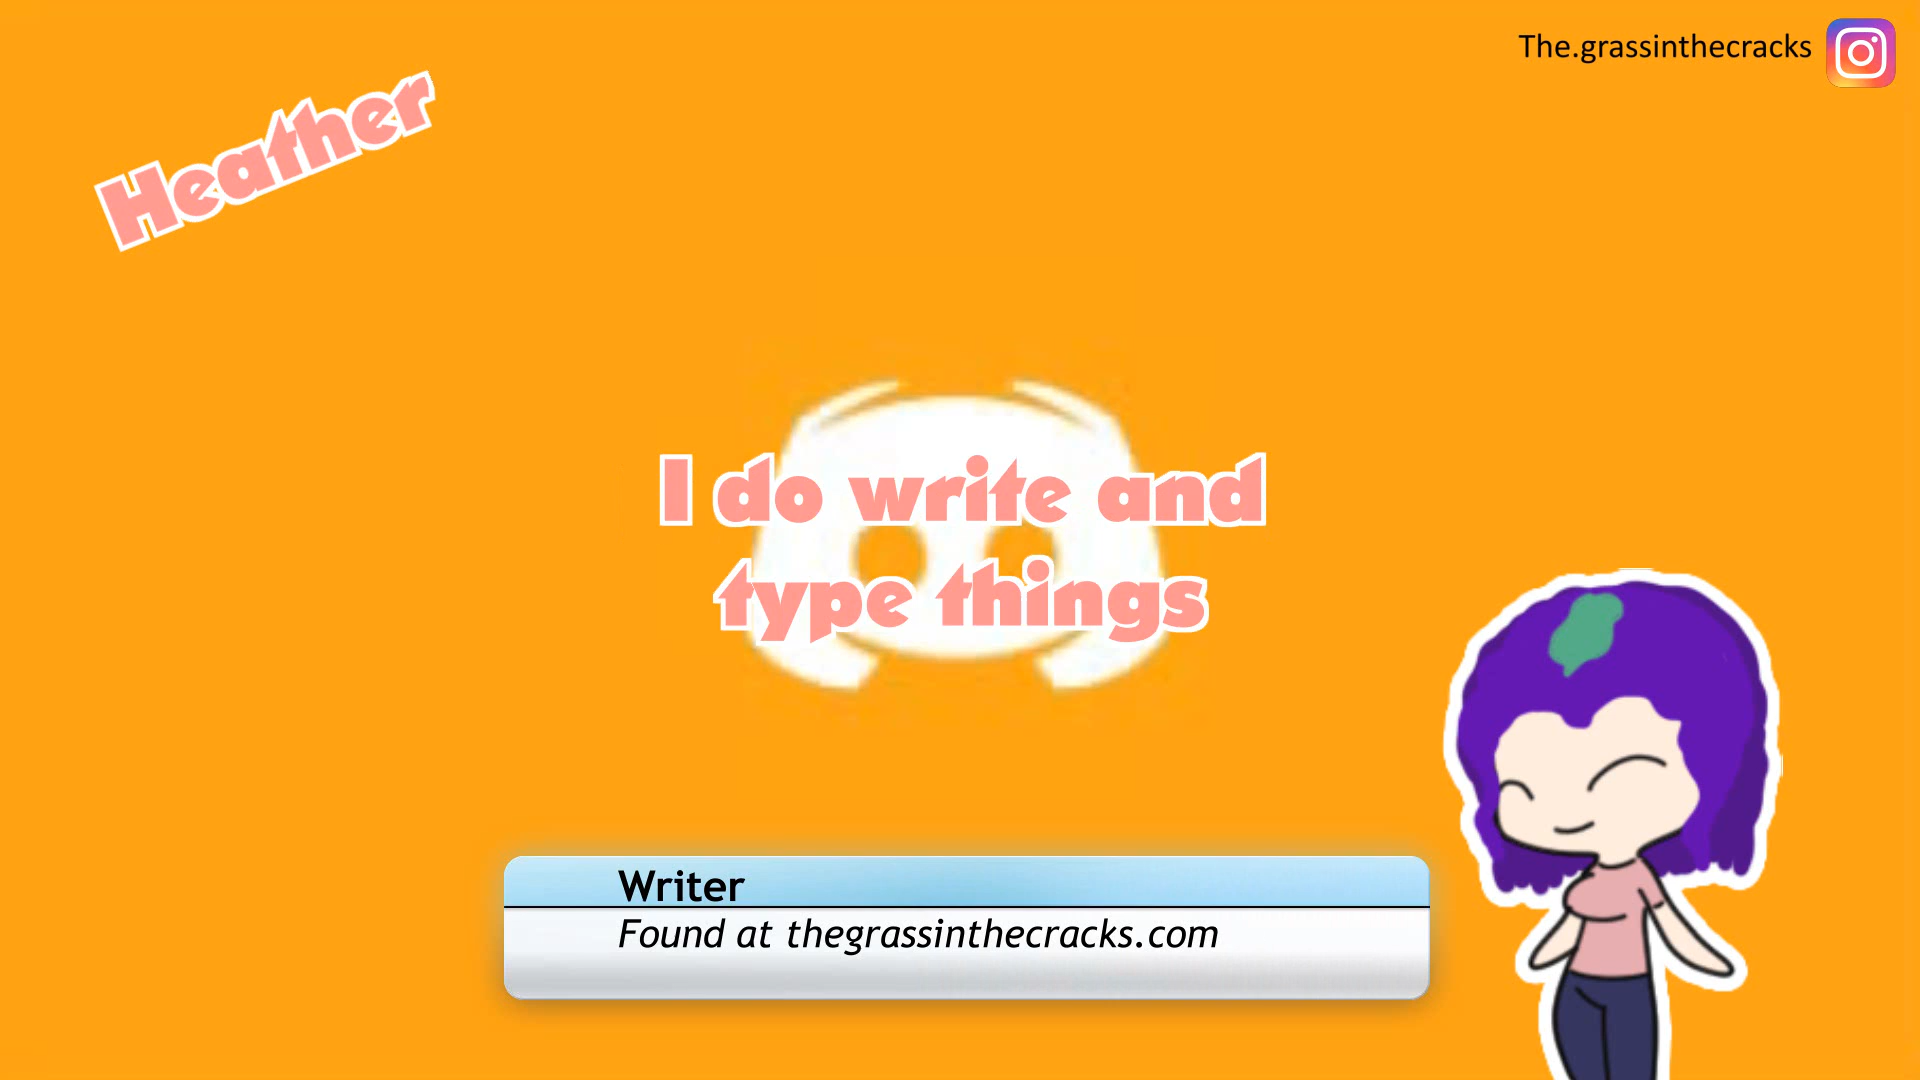 The.grassinthecracks
Heather
I do write and
type things
Writer
Found at thegrassinthecracks.com